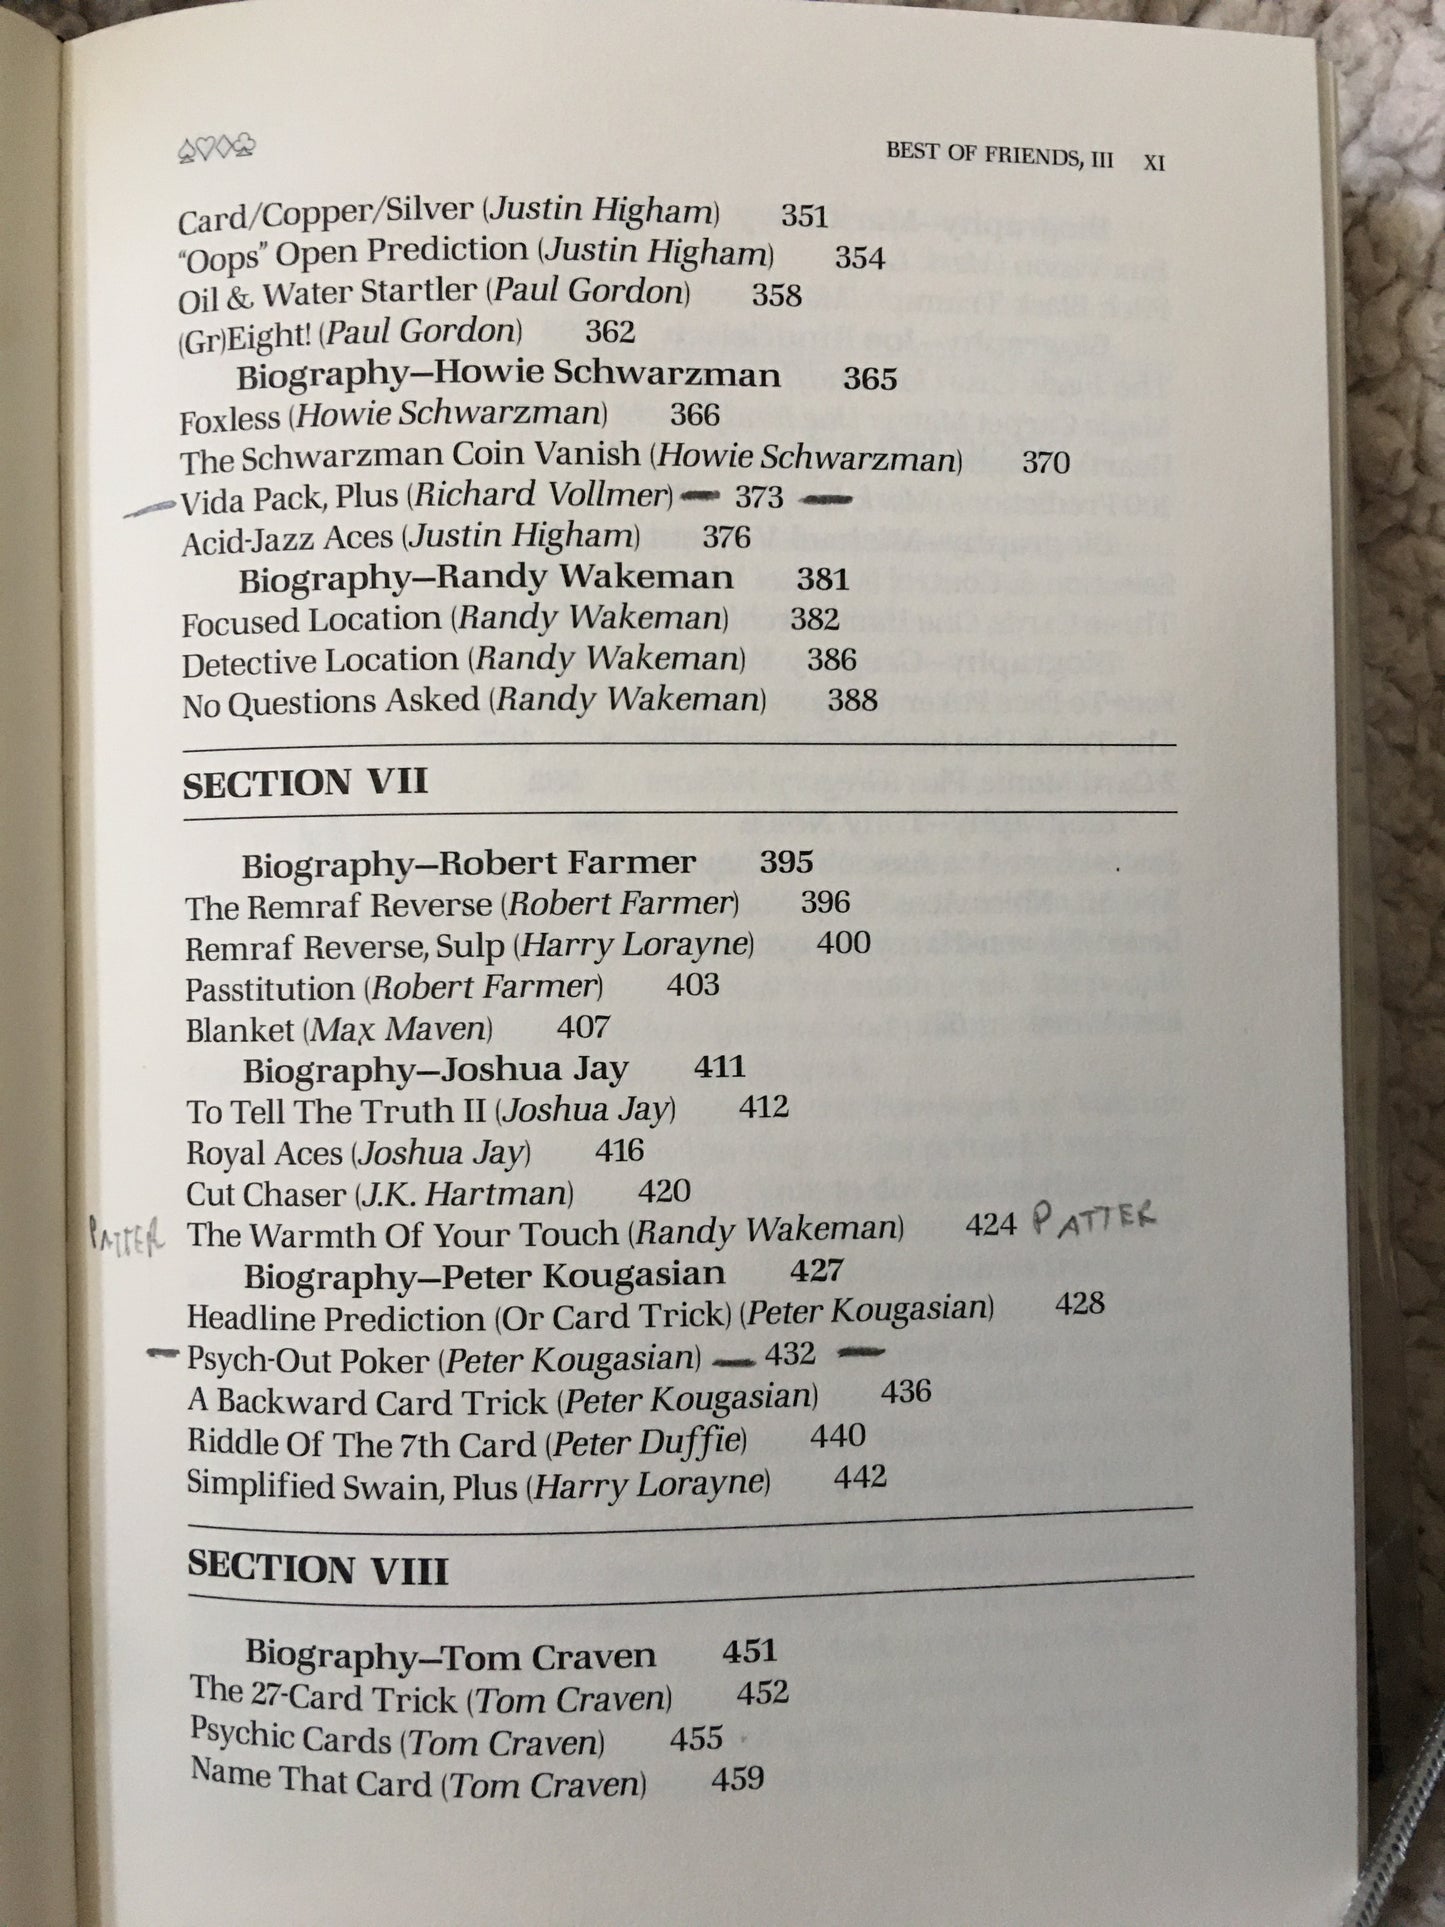 ♤♡♢♧ BEST OF FRIENDS, III XI
Card/Copper/Silver (Justin Higham) 351
“Oops” Open Prediction (Justin Higham) 354
Oil & Water Startler (Paul Gordon) 358
(Gr)Eight! (Paul Gordon) 362
Biography—Howie Schwarzman 365
Foxless (Howie Schwarzman) 366
The Schwarzman Coin Vanish (Howie Schwarzman) 370
Vida Pack, Plus (Richard Vollmer) 373
Acid-Jazz Aces (Justin Higham) 376
Biography—Randy Wakeman 381
Focused Location (Randy Wakeman) 382
Detective Location (Randy Wakeman) 386
No Questions Asked (Randy Wakeman) 388
SECTION VII
Biography—Robert Farmer 395
The Remraf Reverse (Robert Farmer) 396
Remraf Reverse, Sulp (Harry Lorayne) 400
Passtitution (Robert Farmer) 403
Blanket (Max Maven) 407
Biography—Joshua Jay 411
To Tell The Truth II (Joshua Jay) 412
Royal Aces (Joshua Jay) 416
Cut Chaser (J.K. Hartman) 420
PATTER The Warmth Of Your Touch (Randy Wakeman) 424 PATTER
Biography—Peter Kougasian 427
Headline Prediction (Or Card Trick) (Peter Kougasian) 428
Psych-Out Poker (Peter Kougasian) 432
A Backward Card Trick (Peter Kougasian) 436
Riddle Of The 7th Card (Peter Duffie) 440
Simplified Swain, Plus (Harry Lorayne) 442
SECTION VIII
Biography—Tom Craven 451
The 27-Card Trick (Tom Craven) 452
Psychic Cards (Tom Craven) 455
Name That Card (Tom Craven) 459